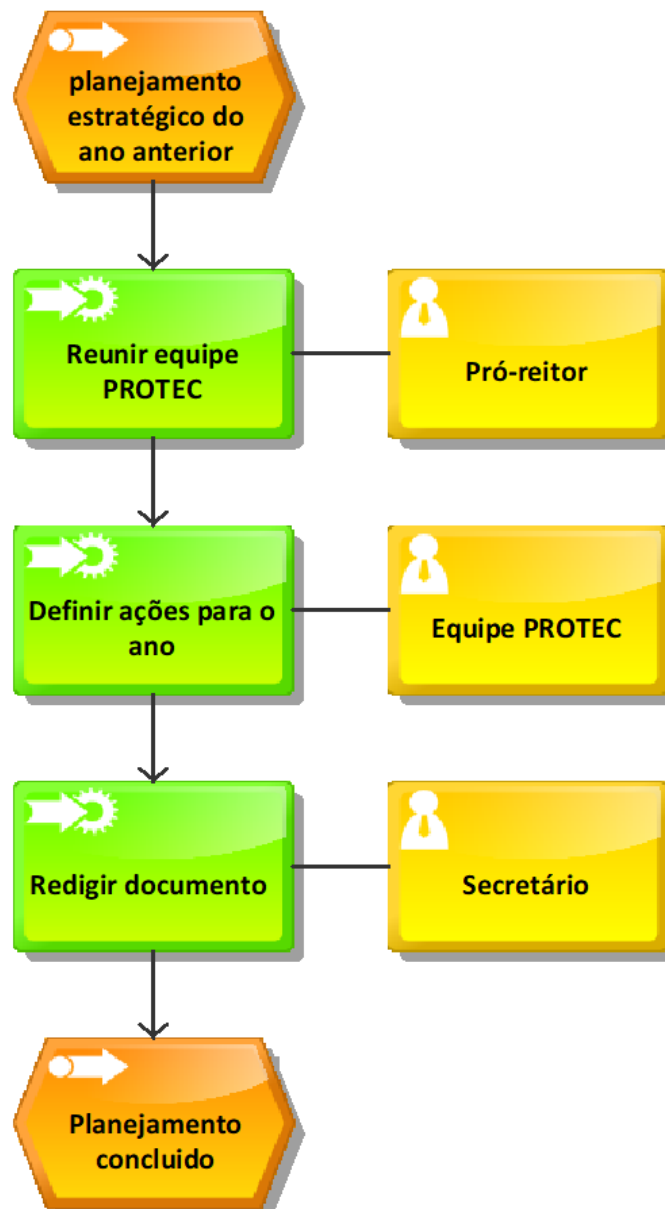 planejamento
estratégico do
ano anterior
Reunir equipe
PROTEC
Pró-reitor
Definir ações para o
ano
Equipe PROTEC
Redigir documento
Secretário
Planejamento
concluido